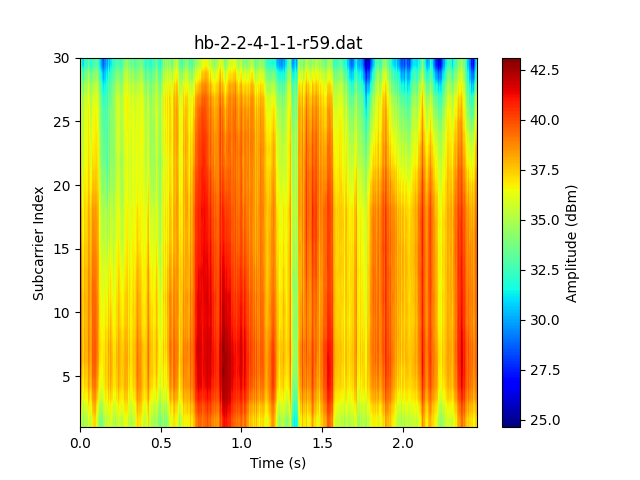 hb-2-2-4-1-1-r59.dat
30
25
20
15
10
5
Subcarrier Index
0.0 0.5 1.0 1.5 2.0
Time (s)
42.5
40.0
37.5
35.0
32.5
30.0
27.5
25.0
Amplitude (dBm)